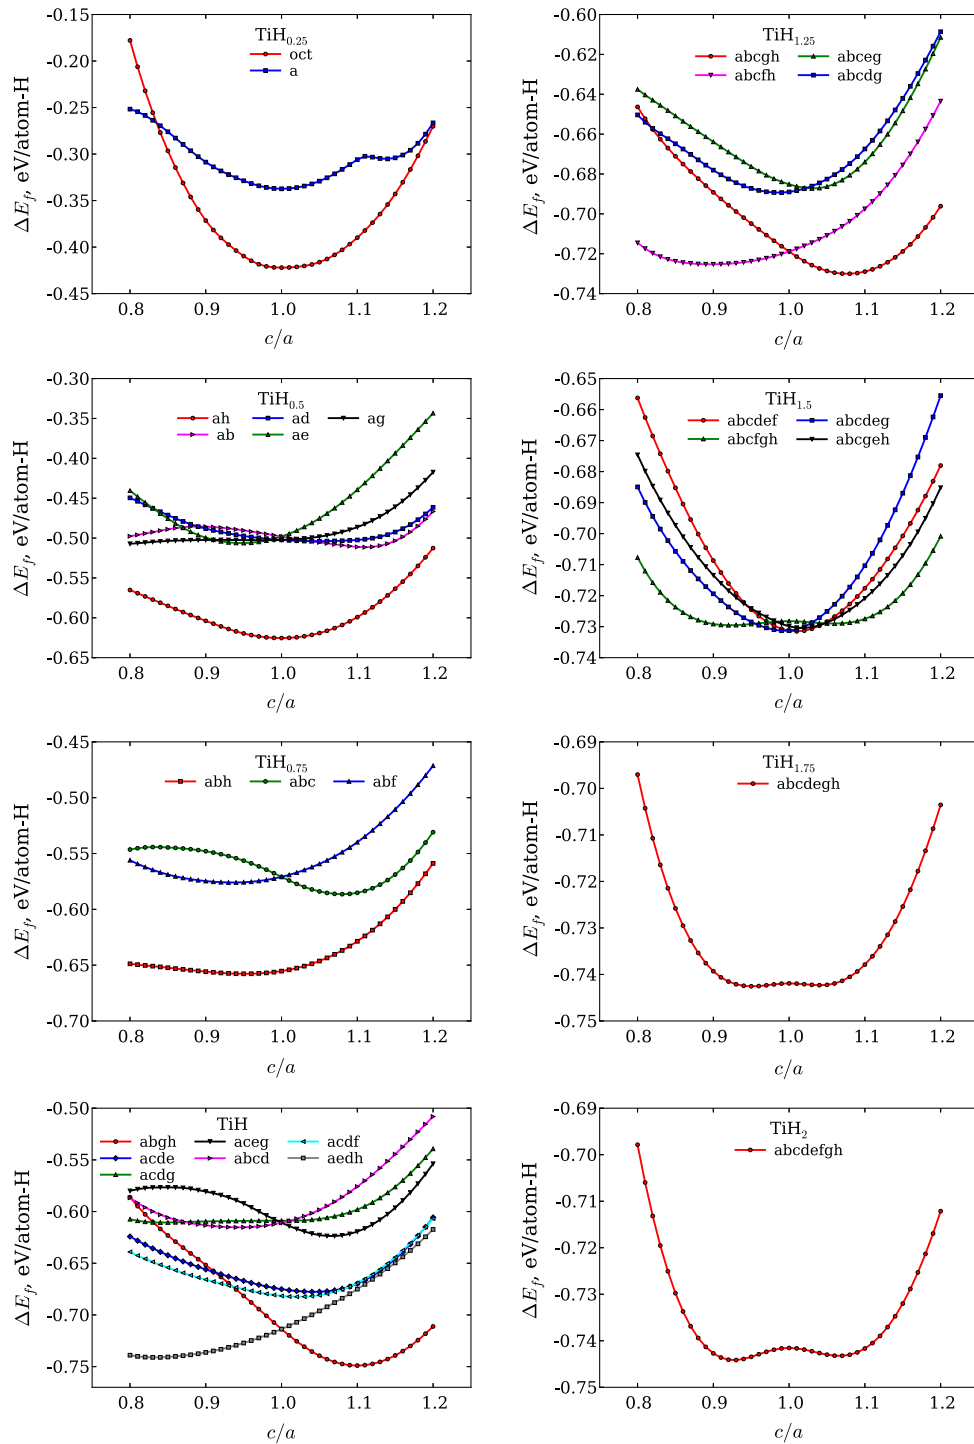 TiH0.25
oct
a
-0.15
-0.20
-0.25
-0.30
-0.35
-0.40
-0.45
0.8 0.9 1.0 1.1 1.2
c/a
ΔEf, eV/atom-H
TiH1.25
abcgh abceg
abcfh abcdg
-0.60
-0.62
-0.64
-0.66
-0.68
-0.70
-0.72
-0.74
0.8 0.9 1.0 1.1 1.2
c/a
ΔEf, eV/atom-H
TiH0.5
ah ad ag
ab ae
-0.30
-0.35
-0.40
-0.45
-0.50
-0.55
-0.60
-0.65
0.8 0.9 1.0 1.1 1.2
c/a
ΔEf, eV/atom-H
TiH1.5
abcdef abcdeg
abcfgh abcgeh
-0.65
-0.66
-0.67
-0.68
-0.69
-0.70
-0.71
-0.72
-0.73
-0.74
0.8 0.9 1.0 1.1 1.2
c/a
ΔEf, eV/atom-H
TiH0.75
abh abc abf
-0.45
-0.50
-0.55
-0.60
-0.65
-0.70
0.8 0.9 1.0 1.1 1.2
c/a
ΔEf, eV/atom-H
TiH1.75
abcdegh
-0.69
-0.70
-0.71
-0.72
-0.73
-0.74
-0.75
0.8 0.9 1.0 1.1 1.2
c/a
ΔEf, eV/atom-H
TiH
abgh aceg acdf
acde abcd aedh
acdg
-0.50
-0.55
-0.60
-0.65
-0.70
-0.75
0.8 0.9 1.0 1.1 1.2
c/a
ΔEf, eV/atom-H
TiH2
abcdefgh
-0.69
-0.70
-0.71
-0.72
-0.73
-0.74
-0.75
0.8 0.9 1.0 1.1 1.2
c/a
ΔEf, eV/atom-H